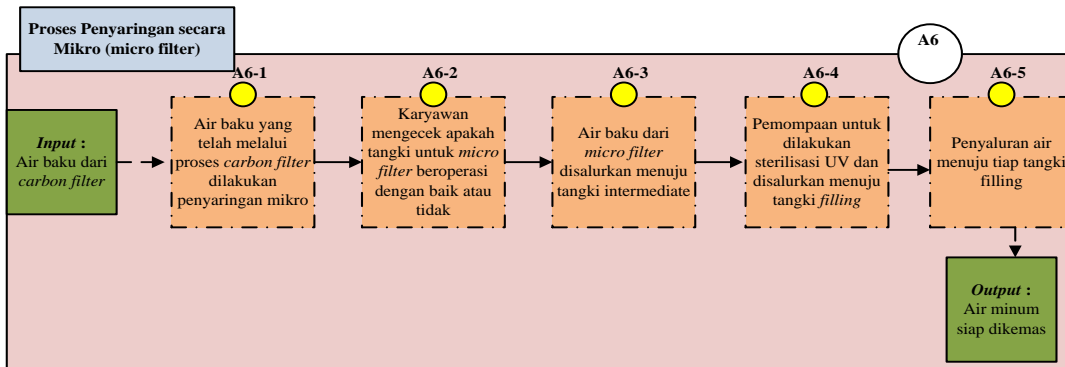 Proses Penyaringan secara
Mikro (micro filter)
A6
A6-1
A6-2
A6-3
A6-4
A6-5
Input :
Air baku dari
carbon filter
Air baku yang
telah melalui
proses carbon filter
dilakukan
penyaringan mikro
Karyawan
mengecek apakah
tangki untuk micro
filter beroperasi
dengan baik atau
tidak
Air baku dari
micro filter
disalurkan menuju
tangki intermediate
Pemompaan untuk
dilakukan
sterilisasi UV dan
disalurkan menuju
tangki filling
Penyaluran air
menuju tiap tangki
filling
Output :
Air minum
siap dikemas